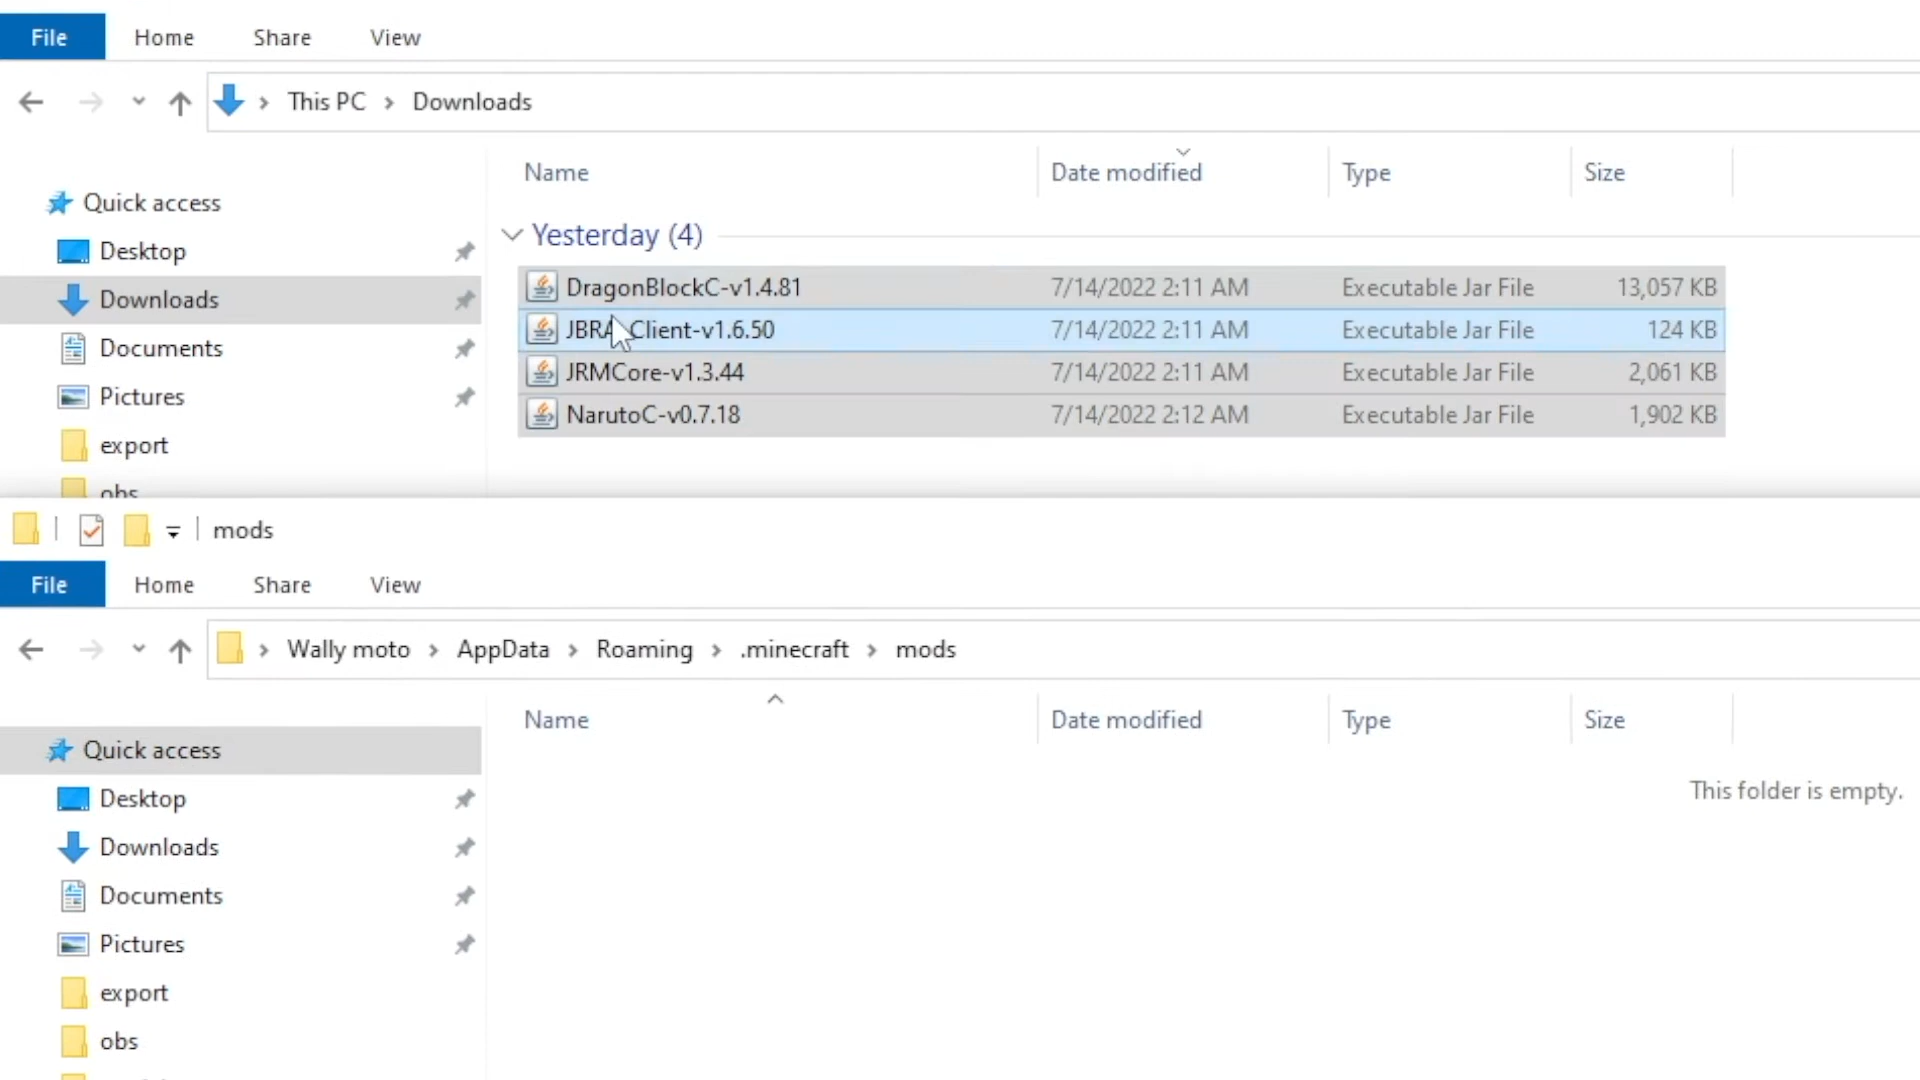 File Home Share View
This PC Downloads
Name Date modified Type Size
Quick access
Yesterday (4)
Desktop
DragonBlockC-v1.4.81 7/14/2022 2:11 AM Executable Jar File 13,057 KB
Downloads
JBRA-Client-v1.6.50 7/14/2022 2:11 AM Executable Jar File 124 KB
Documents
JRMCore-v1.3.44 7/14/2022 2:11 AM Executable Jar File 2,061 KB
Pictures
NarutoC-v0.7.18 7/14/2022 2:12 AM Executable Jar File 1,902 KB
export
obs
mods
File Home Share View
Wally moto AppData Roaming .minecraft mods
Name Date modified Type Size
Quick access
This folder is empty.
Desktop
Downloads
Documents
Pictures
export
obs